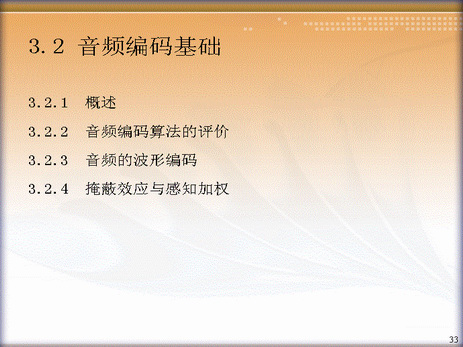 3.2 音频编码基础
3.2.1 概述
3.2.2 音频编码算法的评价
3.2.3 音频的波形编码
3.2.4 掩蔽效应与感知加权
33